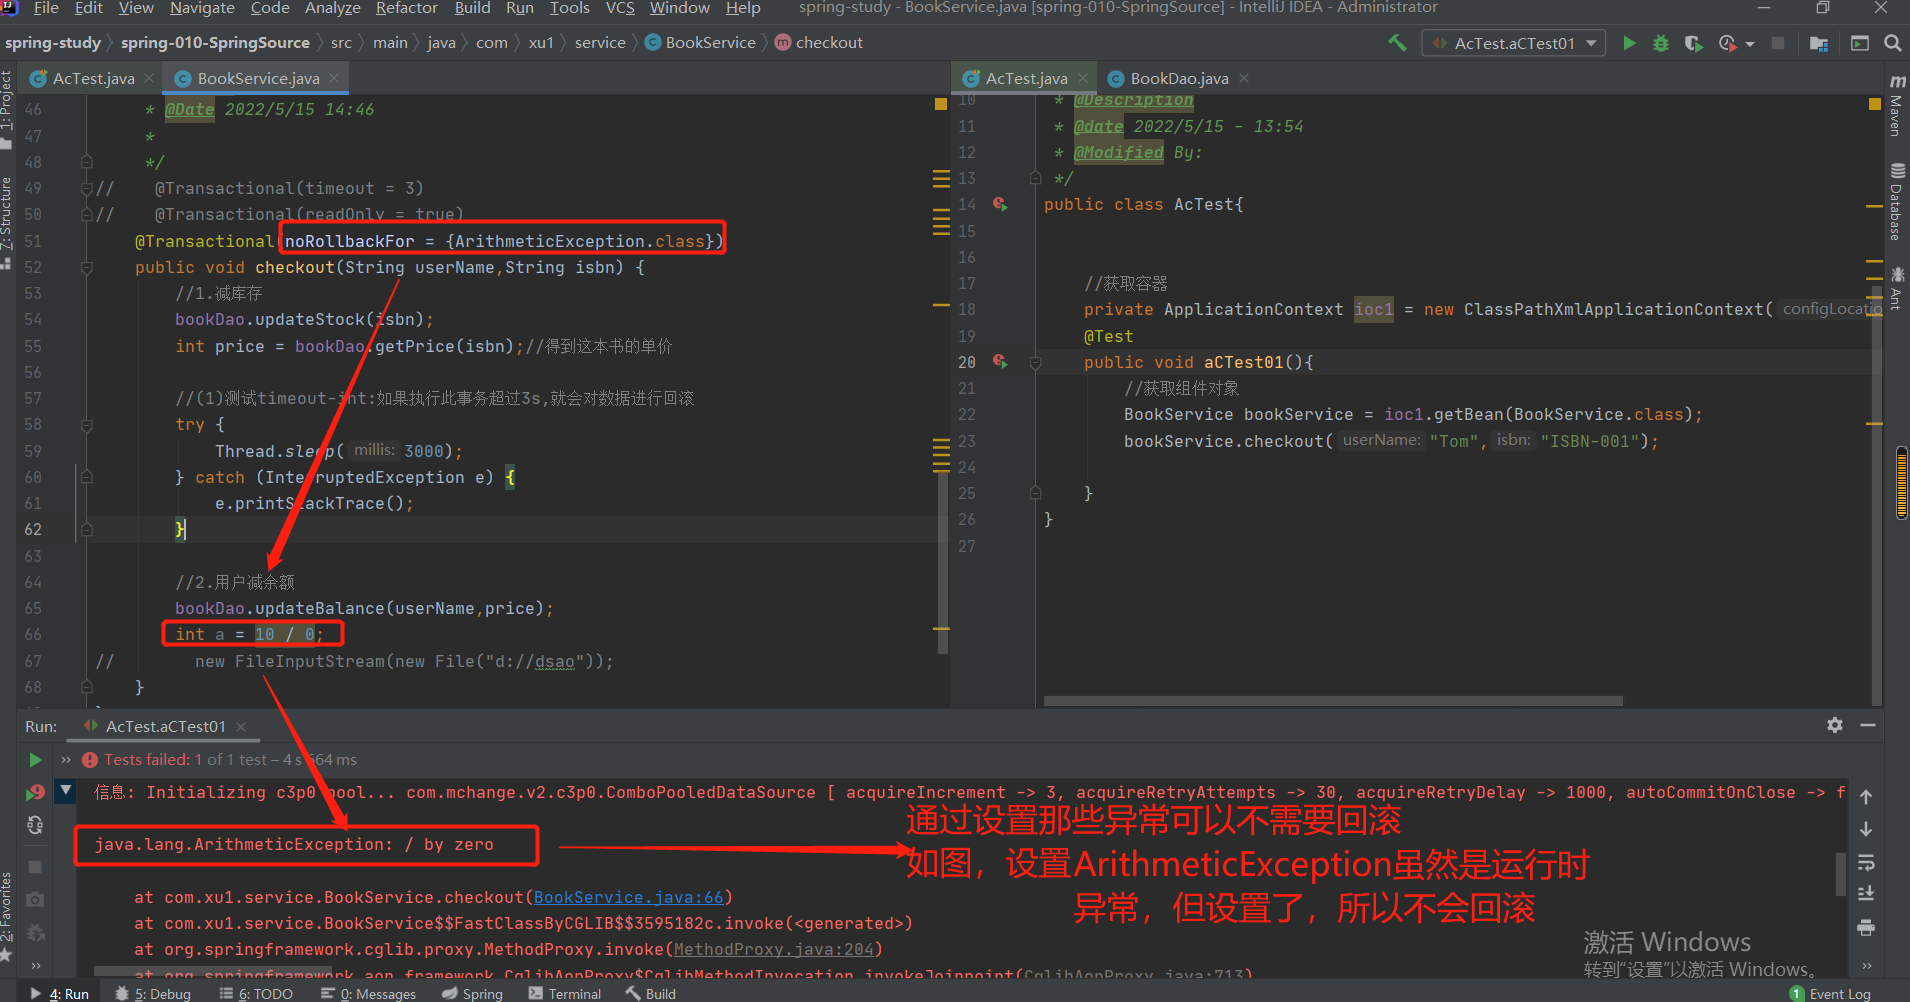 File Edit View Navigate Code Analyze Refactor Build Run Tools VCS Window Help spring-study - BookService.java [spring-010-SpringSource] - IntelliJ IDEA - Administrator
spring-study spring-010-SpringSource src main java com xu1 service BookService checkout AcTest.aCTest01
AcTest.java BookService.java
46 * @Date 2022/5/15 14:46
47 *
48 */
49 // @Transactional(timeout = 3)
50 // @Transactional(readOnly = true)
51 @Transactional(noRollbackFor = {ArithmeticException.class})
52 public void checkout(String userName,String isbn) {
53 //1.减库存
54 bookDao.updateStock(isbn);
55 int price = bookDao.getPrice(isbn);//得到这本书的单价
56
57 //(1)测试timeout-int:如果执行此事务超过3s,就会对数据进行回滚
58 try {
59 Thread.sleep( millis: 3000);
60 } catch (InterruptedException e) {
61 e.printStackTrace();
62 }
63
64 //2.用户减余额
65 bookDao.updateBalance(userName,price);
66 int a = 10 / 0;
67 // new FileInputStream(new File("d://dsao"));
68 }
AcTest.java BookDao.java
10 * @Description
11 * @date 2022/5/15 - 13:54
12 * @Modified By:
13 */
14 public class AcTest{
15
16
17 //获取容器
18 private ApplicationContext ioc1 = new ClassPathXmlApplicationContext( configLocatio
19 @Test
20 public void aCTest01(){
21 //获取组件对象
22 BookService bookService = ioc1.getBean(BookService.class);
23 bookService.checkout( userName: "Tom", isbn: "ISBN-001");
24
25 }
26 }
27
1: Project
7: Structure
2: Favorites
m Maven
Database
Ant
Run: AcTest.aCTest01
» Tests failed: 1 of 1 test – 4 s 564 ms
信息: Initializing c3p0 pool... com.mchange.v2.c3p0.ComboPooledDataSource [ acquireIncrement -> 3, acquireRetryAttempts -> 30, acquireRetryDelay -> 1000, autoCommitOnClose -> f
java.lang.ArithmeticException: / by zero
at com.xu1.service.BookService.checkout(BookService.java:66)
at com.xu1.service.BookService$$FastClassByCGLIB$$3595182c.invoke(<generated>)
at org.springframework.cglib.proxy.MethodProxy.invoke(MethodProxy.java:204)
at org.springframework.aop.framework.CglibAopProxy$CglibMethodInvocation.invokeJoinpoint(CglibAopProxy.java:713)
通过设置那些异常可以不需要回滚
如图，设置ArithmeticException虽然是运行时
异常，但设置了，所以不会回滚
激活 Windows
转到"设置"以激活 Windows。
4: Run 5: Debug 6: TODO 0: Messages Spring Terminal Build 1 Event Log